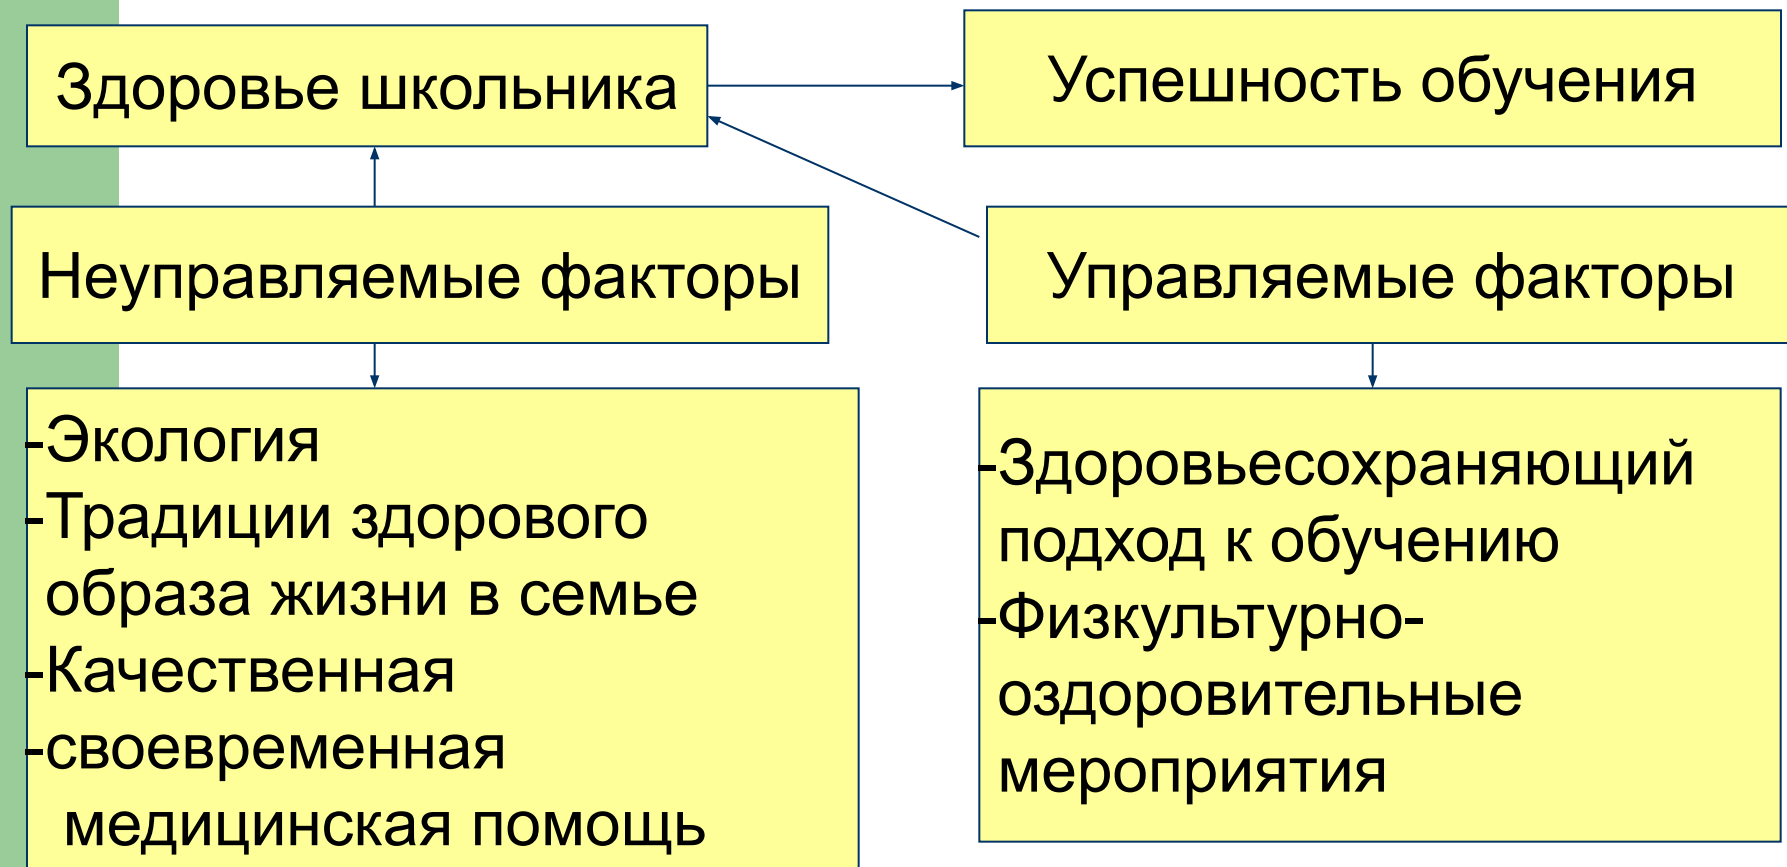 Здоровье школьника
Успешность обучения
Неуправляемые факторы
Управляемые факторы
-Экология
-Традиции здорового
образа жизни в семье
-Качественная
-своевременная
медицинская помощь
-Здоровьесохраняющий
подход к обучению
-Физкультурно-
оздоровительные
мероприятия